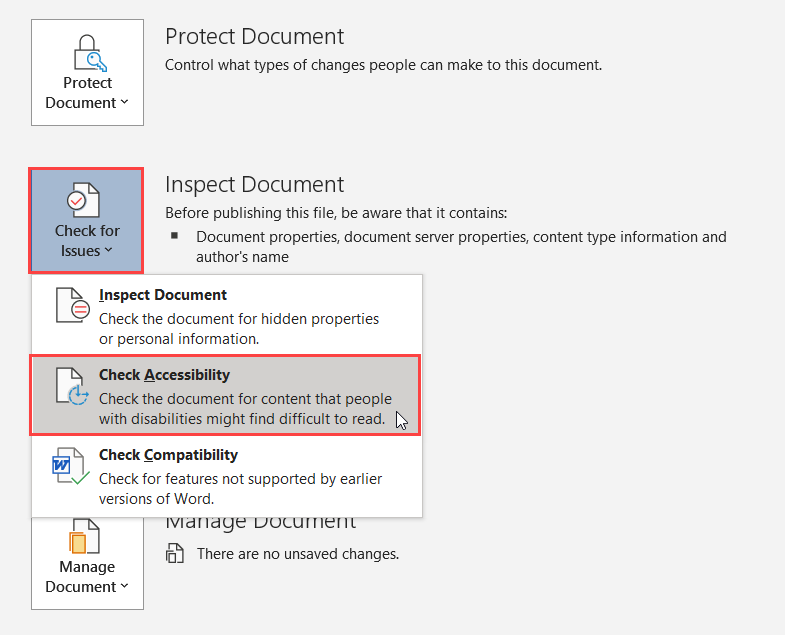 Protect Document
Control what types of changes people can make to this document.
Protect
Document
Inspect Document
Before publishing this file, be aware that it contains:
Document properties, document server properties, content type information and
author's name
Check for
Issues
Inspect Document
Check the document for hidden properties
or personal information.
Check Accessibility
Check the document for content that people
with disabilities might find difficult to read.
W
Check Compatibility
Check for features not supported by earlier
versions of Word.
Manage Document
There are no unsaved changes.
Manage
Document